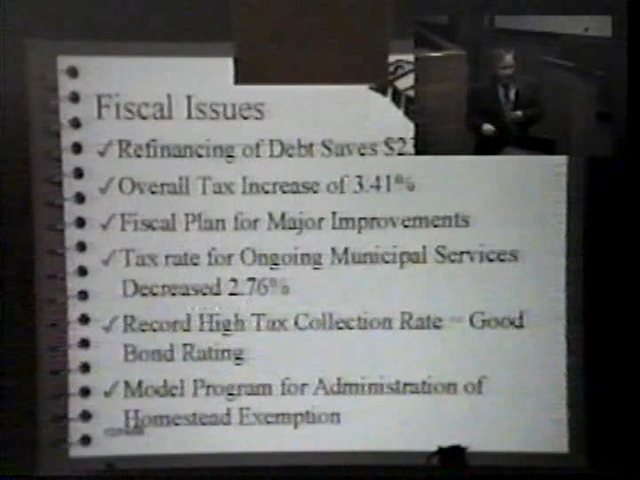 Fiscal Issues
✓Refinancing of Debt Saves $2
✓Overall Tax Increase of 3.41%
✓Fiscal Plan for Major Improvements
✓Tax rate for Ongoing Municipal Services
Decreased 2.76%
✓Record High Tax Collection Rate – Good
Bond Rating
✓Model Program for Administration of
Homestead Exemption